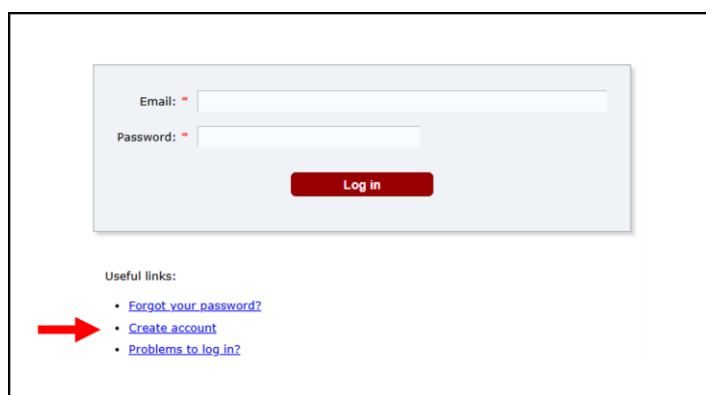 Email: *
Password: *
Log in
Useful links:
• Forgot your password?
• Create account
• Problems to log in?